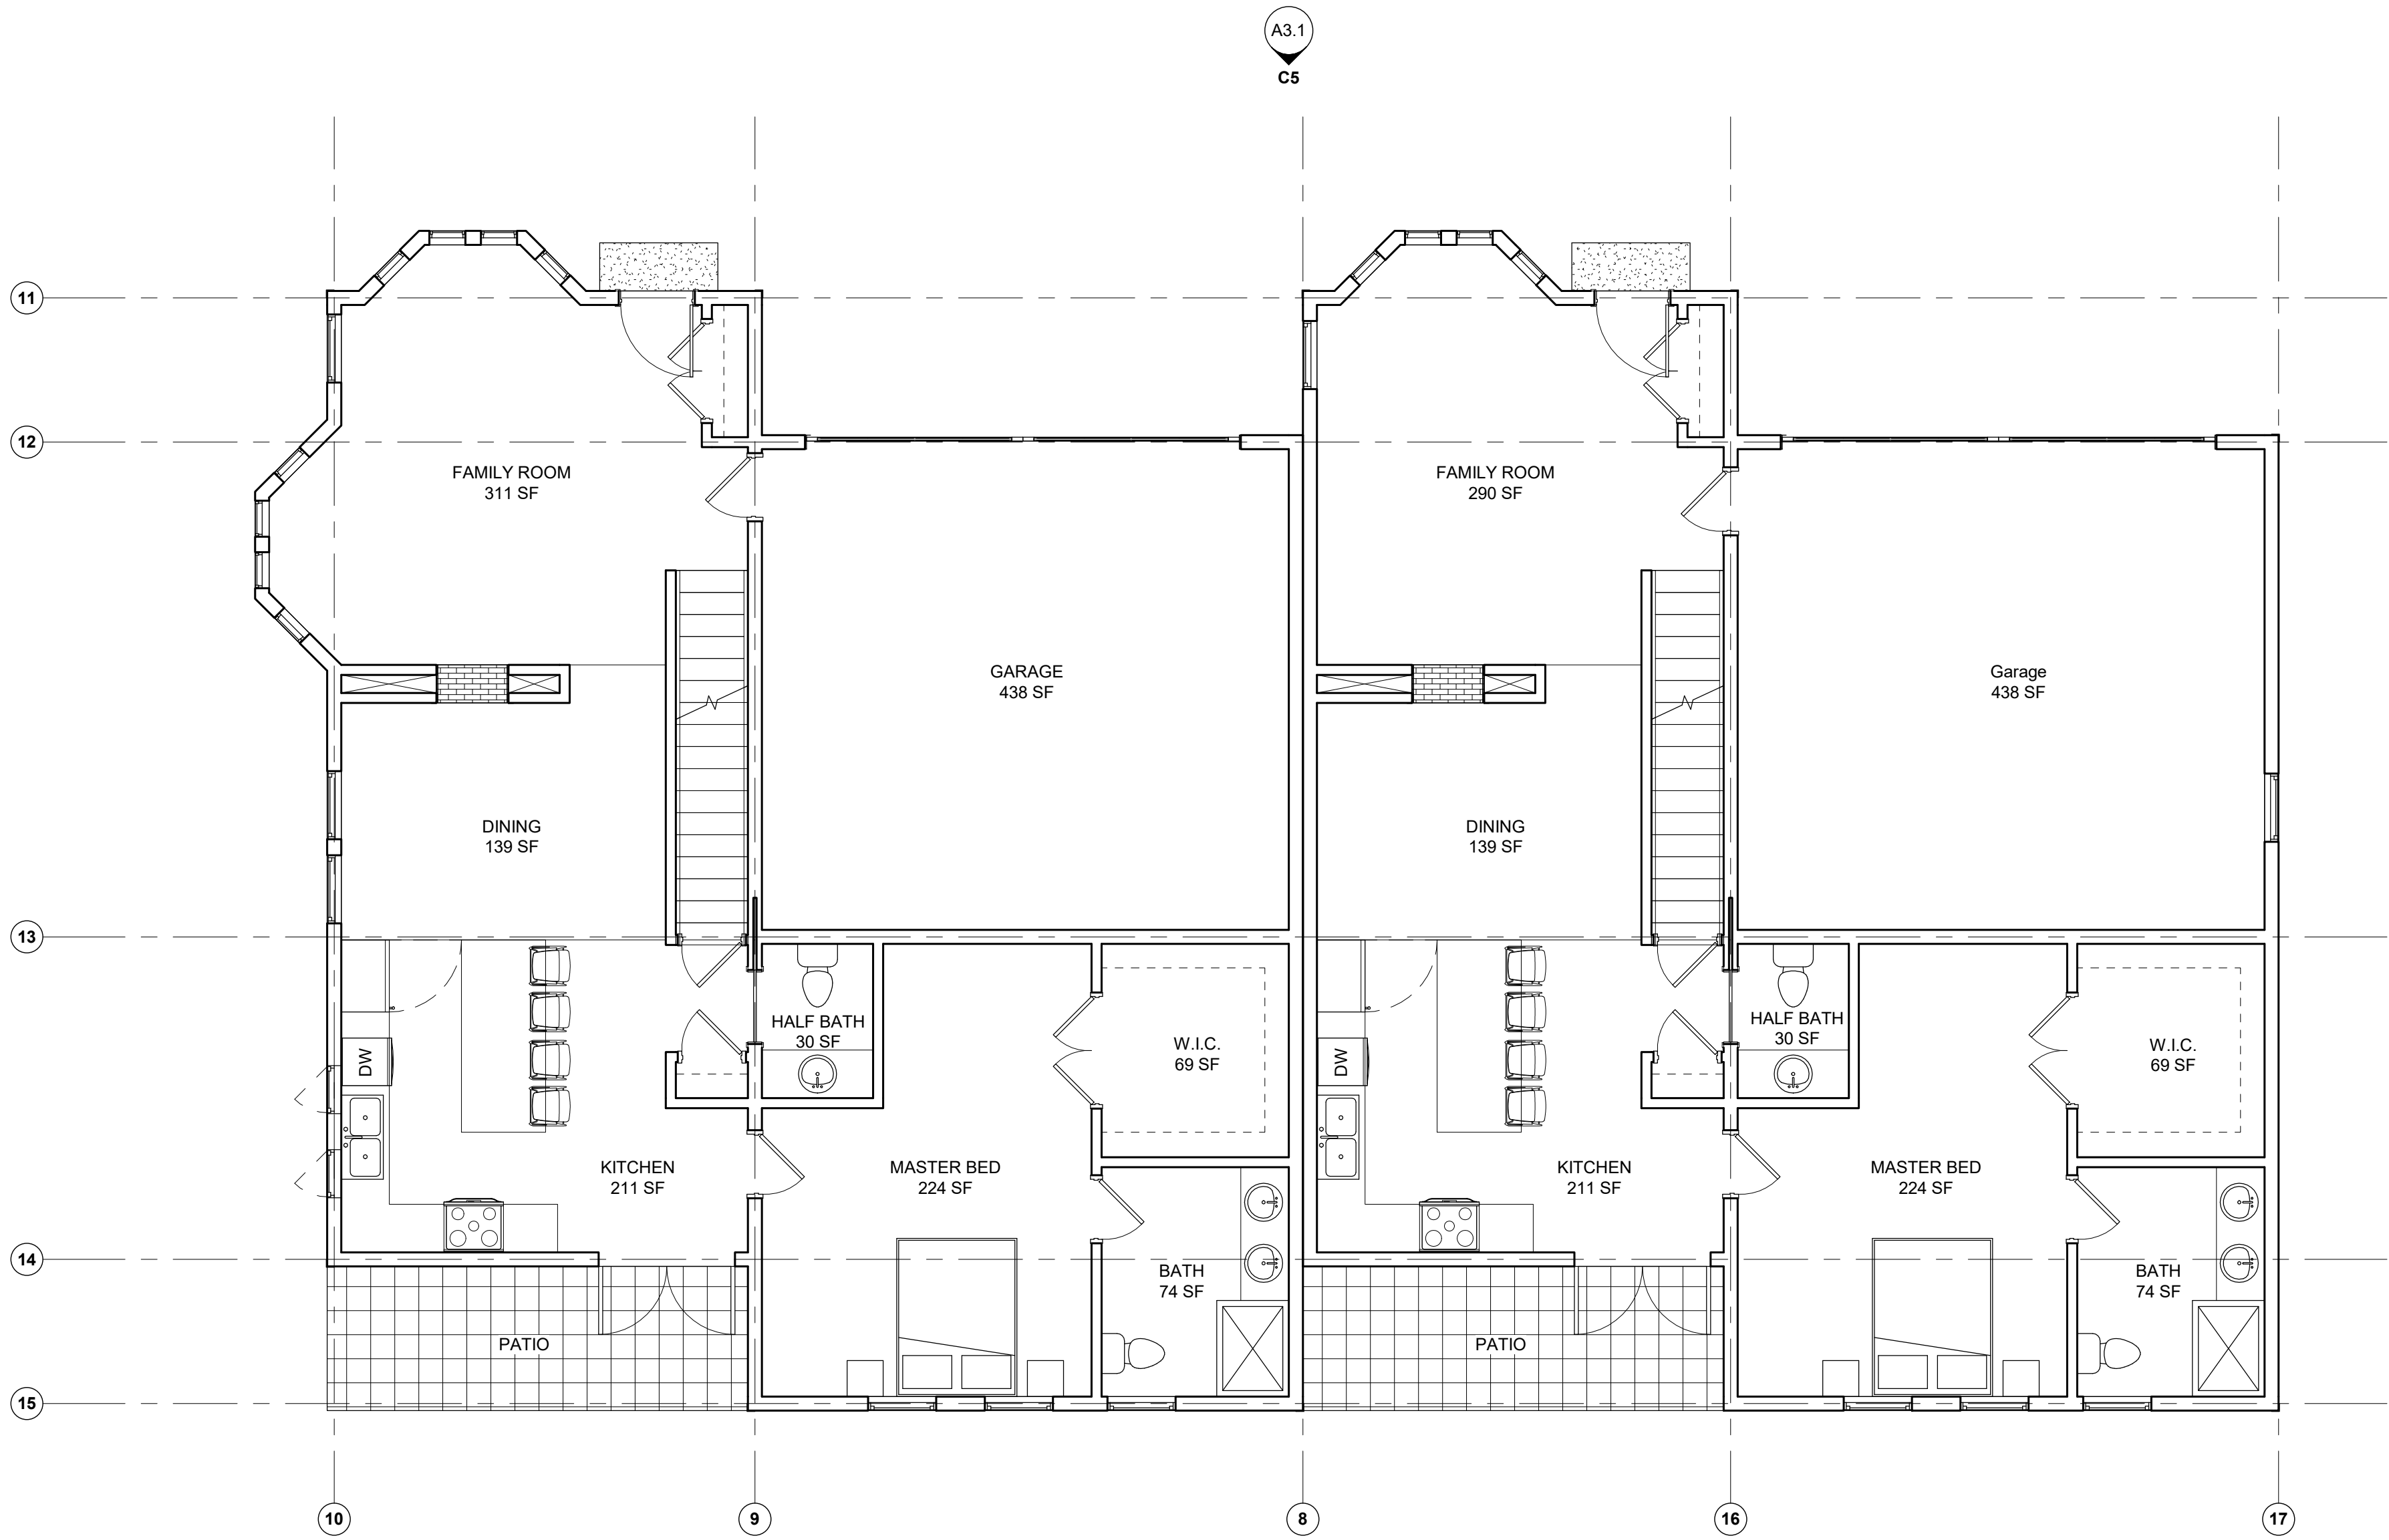 A3.1
C5
11
12
FAMILY ROOM
311 SF
FAMILY ROOM
290 SF
GARAGE
438 SF
Garage
438 SF
DINING
139 SF
DINING
139 SF
13
HALF BATH
30 SF
HALF BATH
30 SF
DW
W.I.C.
69 SF
DW
W.I.C.
69 SF
KITCHEN
211 SF
MASTER BED
224 SF
KITCHEN
211 SF
MASTER BED
224 SF
14
BATH
74 SF
BATH
74 SF
PATIO
PATIO
15
10
9
8
16
17